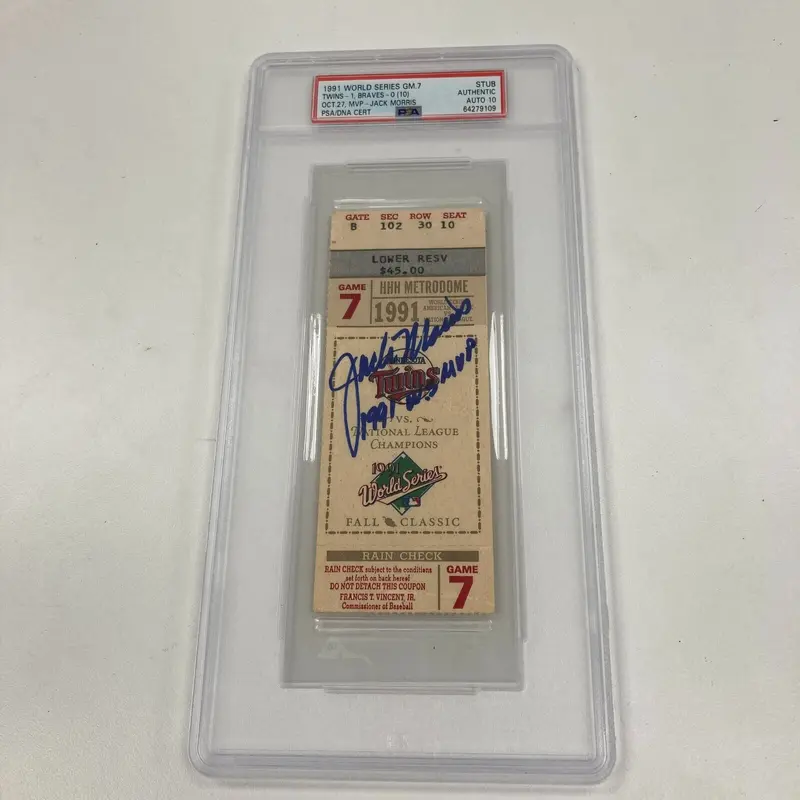 1991 WORLD SERIES GM.7 STUB
TWINS-1, BRAVES-0 (10) AUTHENTIC
OCT.27, MVP-JACK MORRIS AUTO 10
PSA/DNA CERT PSA 64279109
GATE SEC ROW SEAT
B 102 30 10
LOWER RESV
$45.00
GAME HHH METRODOME
7 1991
Jack Morris
Twins
1991 W.S MVP
VS.
NATIONAL LEAGUE
CHAMPIONS
1991
World Series
FALL CLASSIC
RAIN CHECK
RAIN CHECK subject to the conditions
set forth on back hereof
DO NOT DETACH THIS COUPON
FRANCIS T. VINCENT, JR.
Commissioner of Baseball
GAME
7